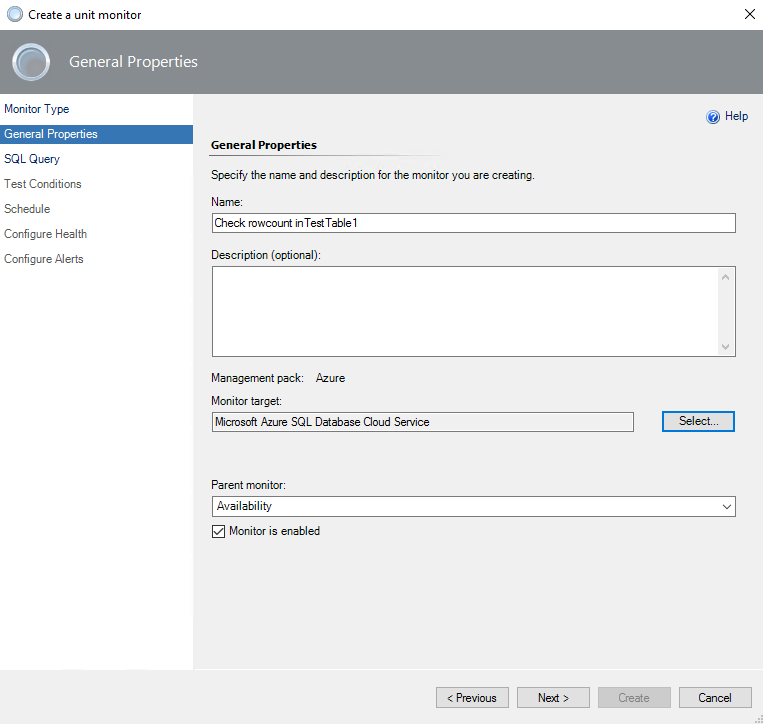 Create a unit monitor
General Properties
Monitor Type
General Properties
SQL Query
Test Conditions
Schedule
Configure Health
Configure Alerts
Help
General Properties
Specify the name and description for the monitor you are creating.
Name:
Check rowcount inTestTable1
Description (optional):
Management pack: Azure
Monitor target:
Microsoft Azure SQL Database Cloud Service
Select...
Parent monitor:
Availability
Monitor is enabled
< Previous
Next >
Create
Cancel